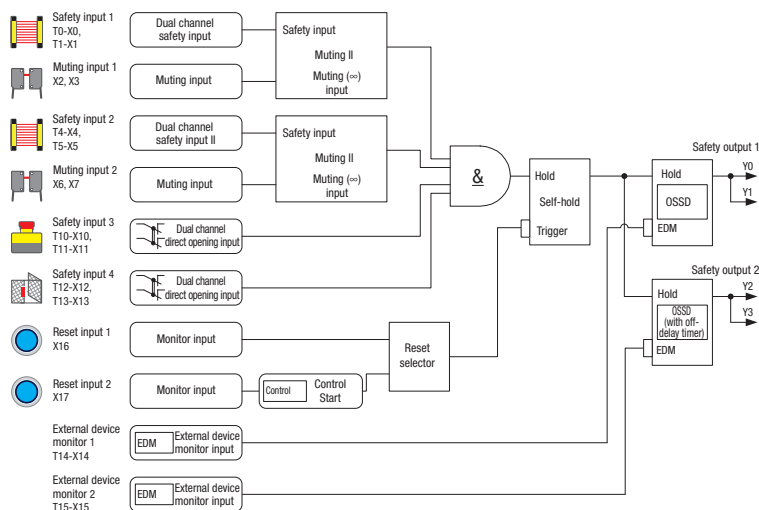 Safety input 1
T0-X0,
T1-X1
Dual channel
safety input
Safety input
Muting II
Muting (∞)
input
Muting input 1
X2, X3
Muting input
Safety input 2
T4-X4,
T5-X5
Dual channel
safety input II
Safety input
Muting II
Muting (∞)
input
Muting input 2
X6, X7
Muting input
Safety input 3
T10-X10,
T11-X11
Dual channel
direct opening input
Safety input 4
T12-X12,
T13-X13
Dual channel
direct opening input
&
Hold
Self-hold
Trigger
Safety output 1
Hold
OSSD
EDM
Y0
Y1
Safety output 2
Hold
OSSD
(with off-
delay timer)
EDM
Y2
Y3
Reset input 1
X16
Monitor input
Reset
selector
Reset input 2
X17
Monitor input
Control
Control
Start
External device
monitor 1
T14-X14
EDM
External device
monitor input
External device
monitor 2
T15-X15
EDM
External device
monitor input